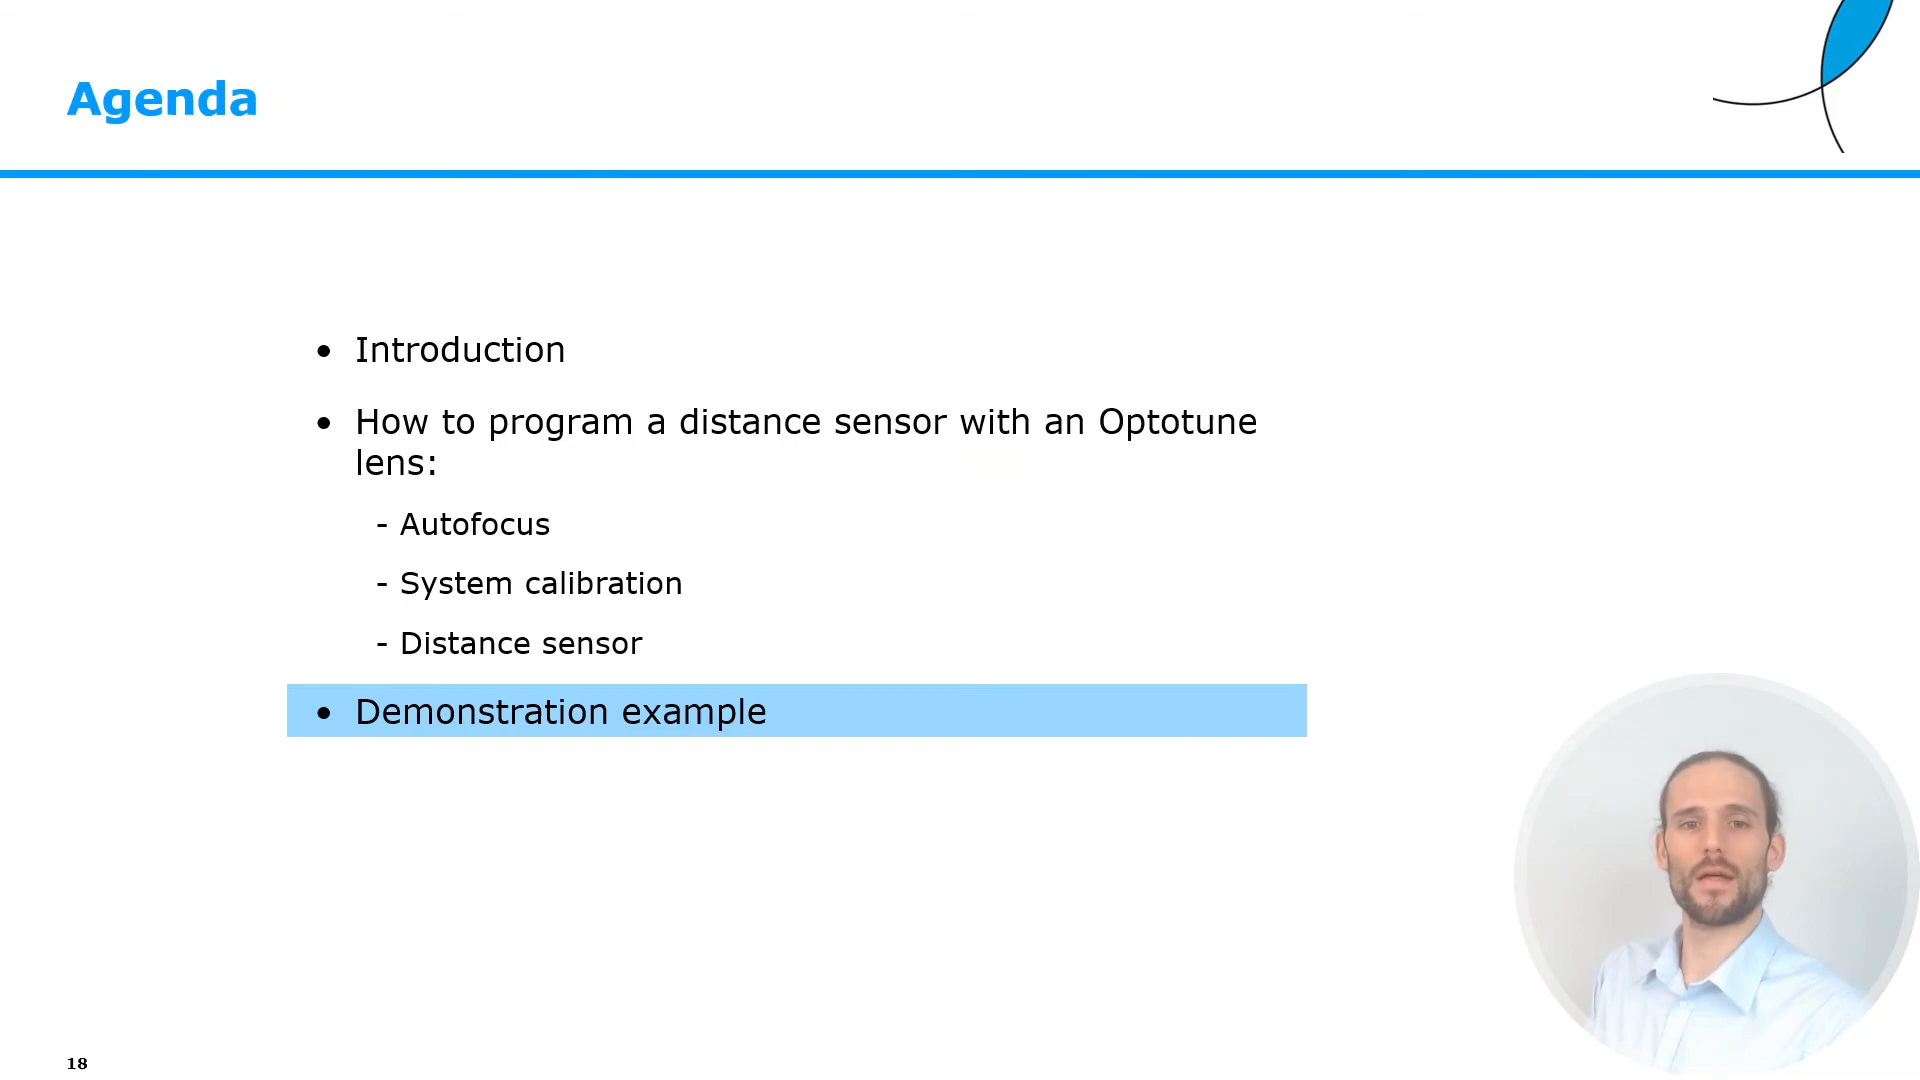 Agenda
• Introduction
• How to program a distance sensor with an Optotune
lens:
- Autofocus
- System calibration
- Distance sensor
• Demonstration example
18